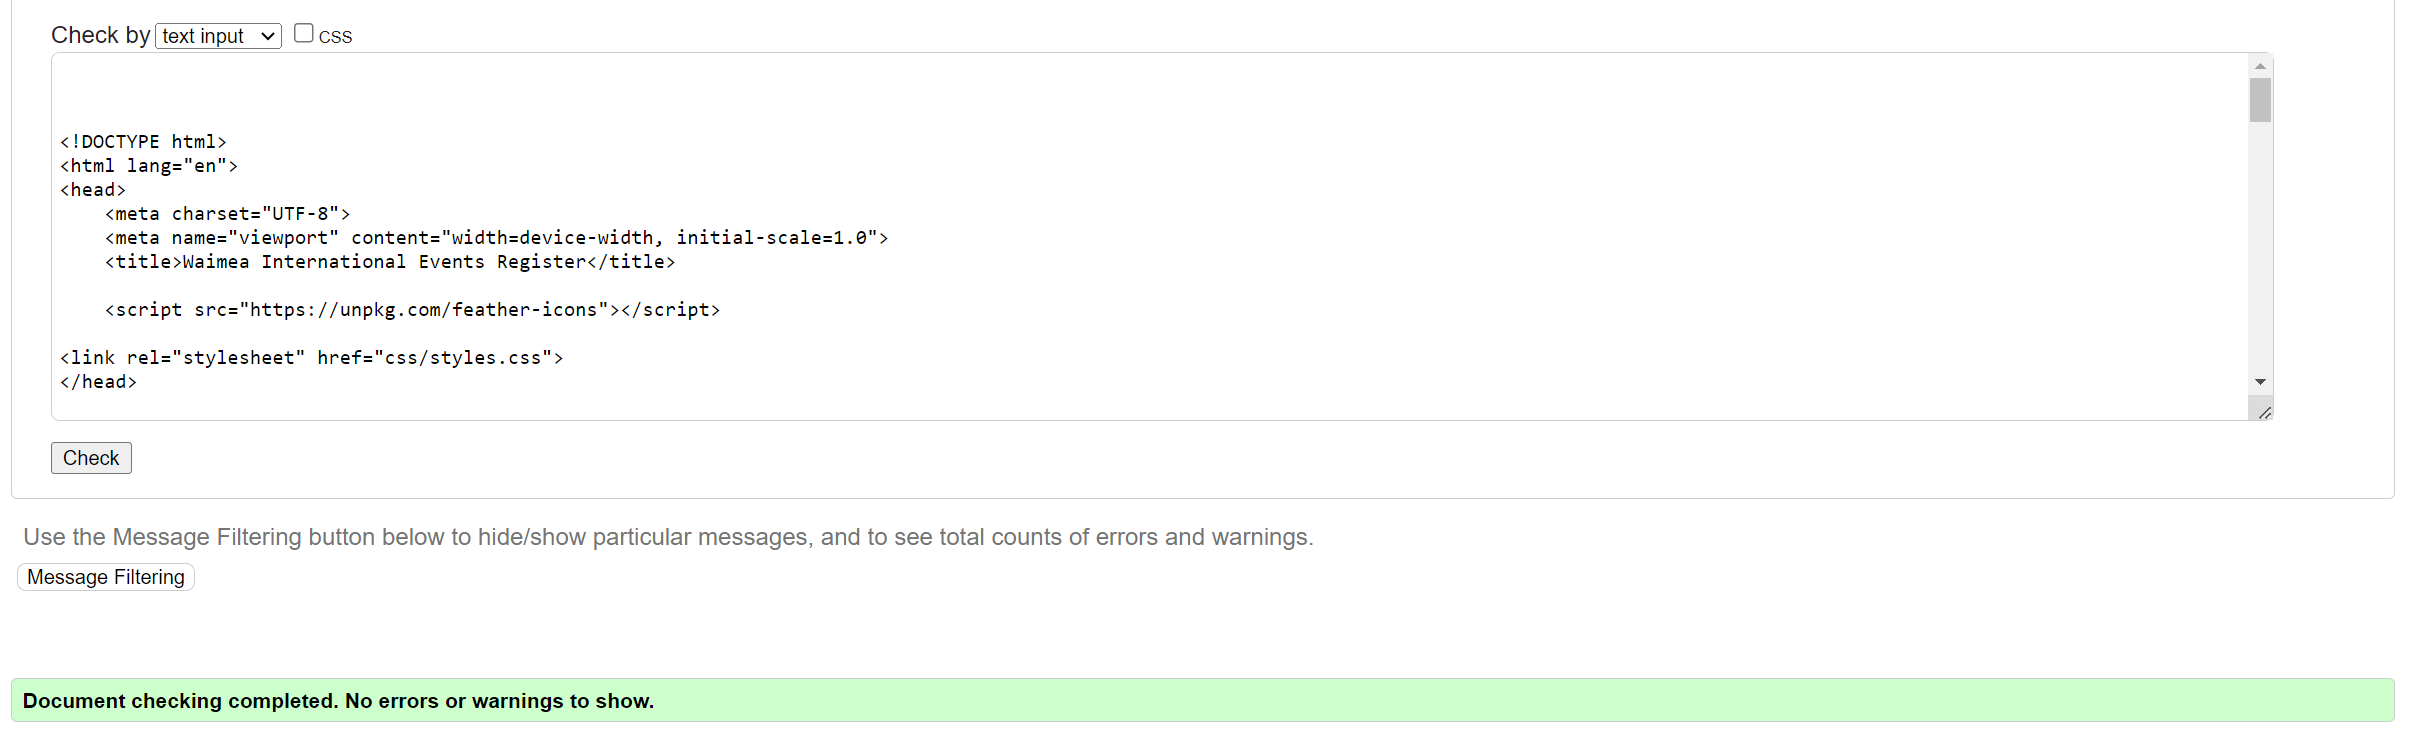 Check by text input CSS
<!DOCTYPE html>
<html lang="en">
<head>
    <meta charset="UTF-8">
    <meta name="viewport" content="width=device-width, initial-scale=1.0">
    <title>Waimea International Events Register</title>
    <script src="https://unpkg.com/feather-icons"></script>
<link rel="stylesheet" href="css/styles.css">
</head>
Check
Use the Message Filtering button below to hide/show particular messages, and to see total counts of errors and warnings.
Message Filtering
Document checking completed. No errors or warnings to show.